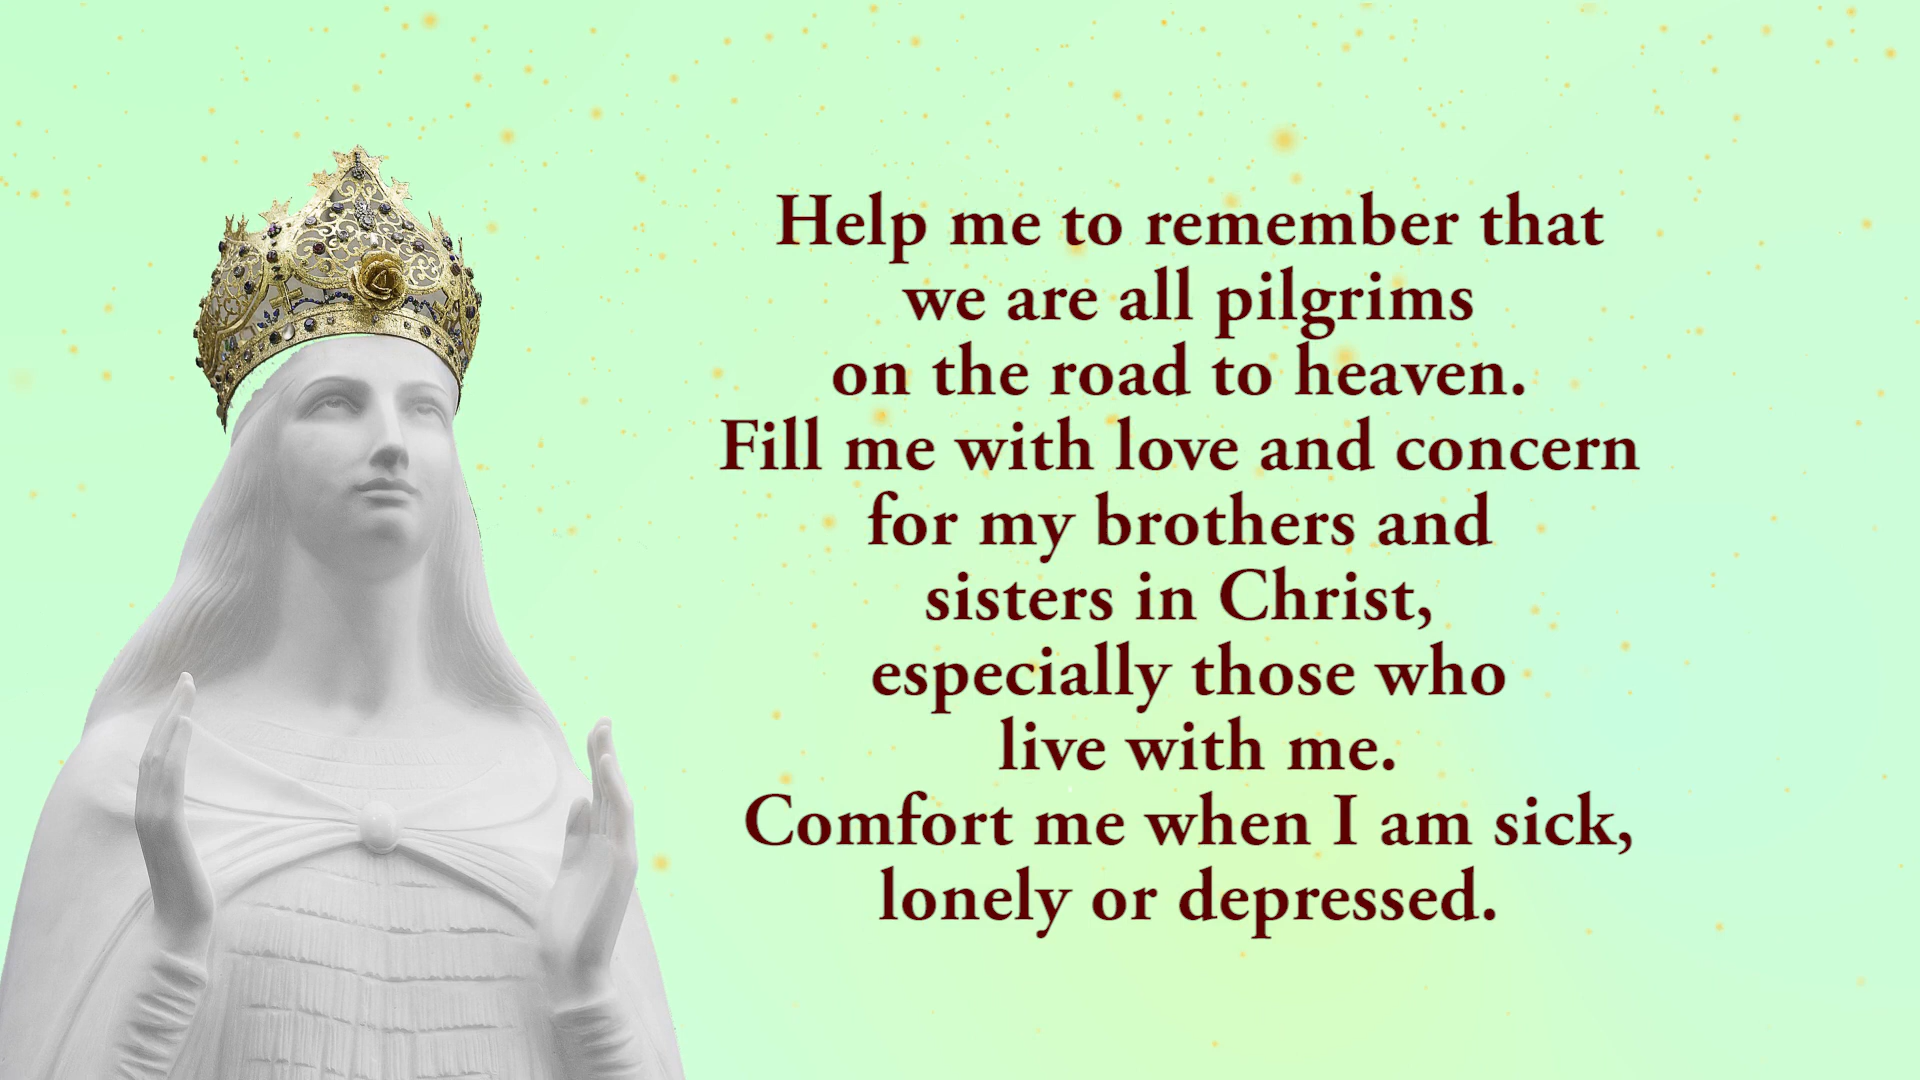 Help me to remember that
we are all pilgrims
on the road to heaven.
Fill me with love and concern
for my brothers and
sisters in Christ,
especially those who
live with me.
Comfort me when I am sick,
lonely or depressed.